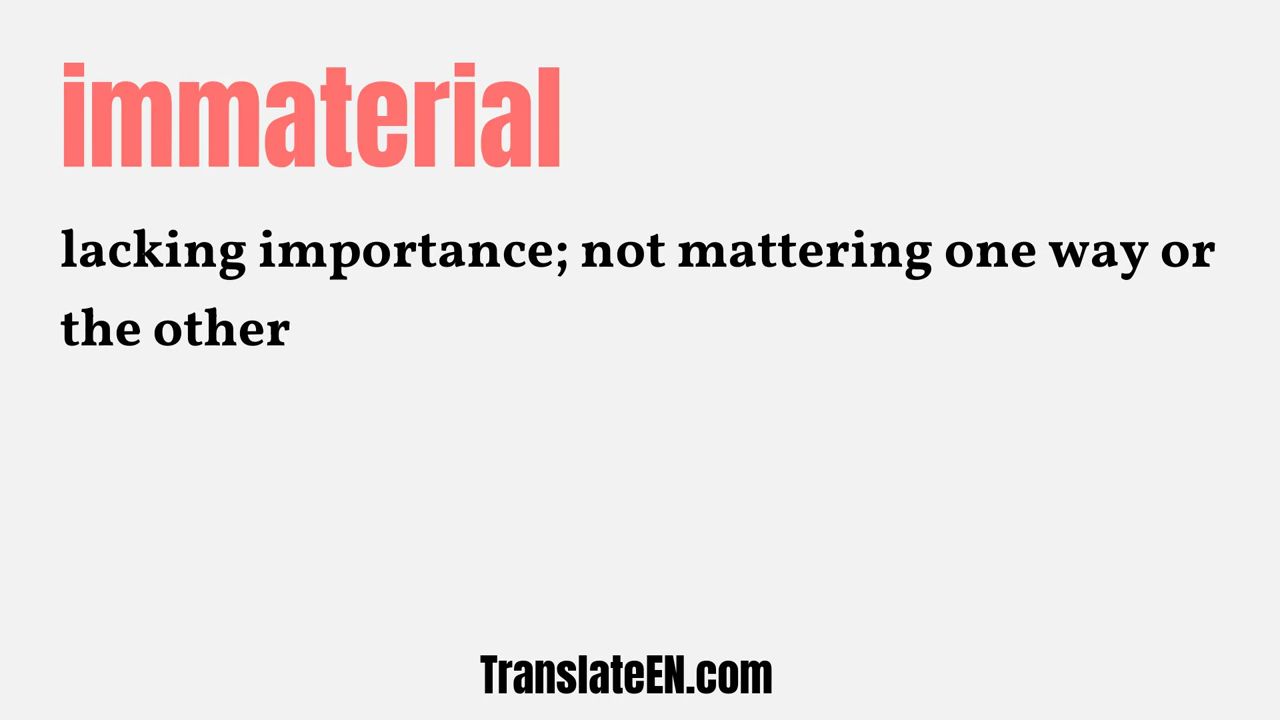 immaterial
lacking importance; not mattering one way or
the other
TranslateEN.com